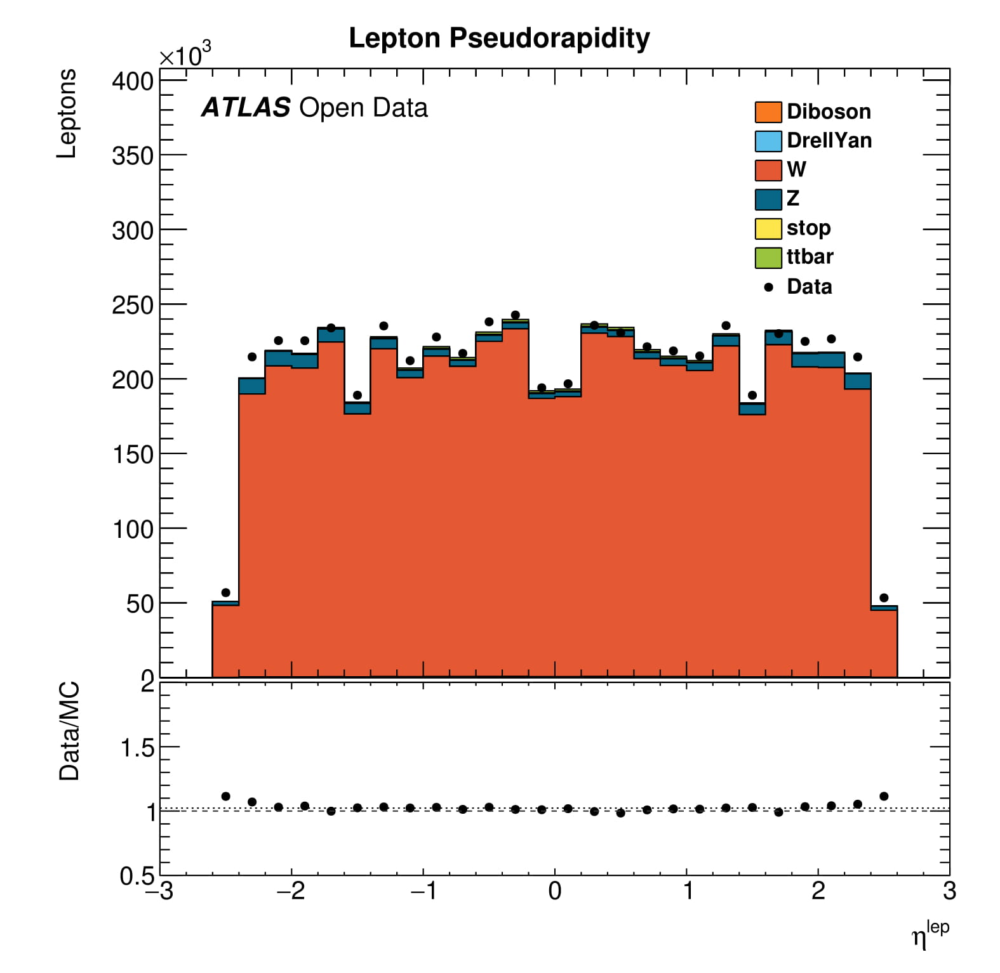 Lepton Pseudorapidity
×10³
Leptons
400
350
300
250
200
150
100
50
0
ATLAS Open Data
Diboson
DrellYan
W
Z
stop
ttbar
Data
Data/MC
2
1.5
1
0.5
−3 −2 −1 0 1 2 3
η^lep